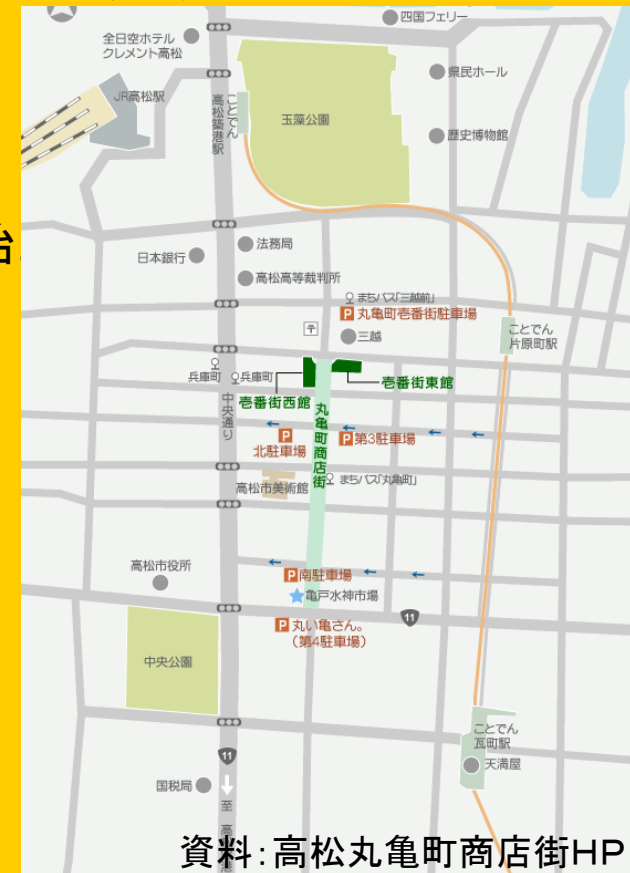 四国フェリー
全日空ホテル
クレメント高松
県民ホール
JR高松駅
ことでん
高松築港駅
玉藻公園
歴史博物館
台
法務局
日本銀行
高松高等裁判所
まちバス「三越前」
P 丸亀町壱番街駐車場
〒
三越
ことでん
片原町駅
兵庫町
兵庫町
壱番街東館
壱番街西館
中央通り
丸亀町商店街
P
北駐車場
P 第3駐車場
高松市美術館
まちバス「丸亀町」
高松市役所
P 南駐車場
亀戸水神市場
11
P 丸い亀さん。
(第4駐車場)
中央公園
ことでん
瓦町駅
11
天満屋
国税局
至 高
資料:高松丸亀町商店街HP